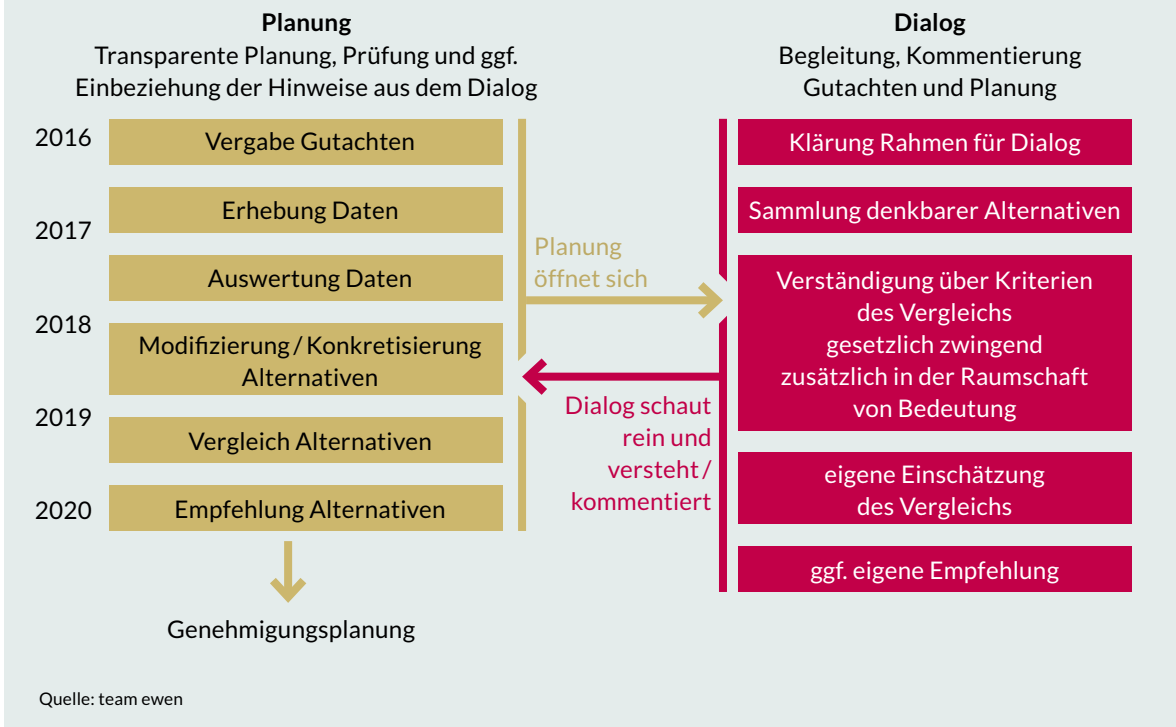 Planung
Transparente Planung, Prüfung und ggf.
Einbeziehung der Hinweise aus dem Dialog
2016
Vergabe Gutachten
Erhebung Daten
2017
Auswertung Daten
2018
Modifizierung / Konkretisierung
Alternativen
2019
Vergleich Alternativen
2020
Empfehlung Alternativen
Genehmigungsplanung
Planung
öffnet sich
Dialog schaut
rein und
versteht /
kommentiert
Dialog
Begleitung, Kommentierung
Gutachten und Planung
Klärung Rahmen für Dialog
Sammlung denkbarer Alternativen
Verständigung über Kriterien
des Vergleichs
gesetzlich zwingend
zusätzlich in der Raumschaft
von Bedeutung
eigene Einschätzung
des Vergleichs
ggf. eigene Empfehlung
Quelle: team ewen